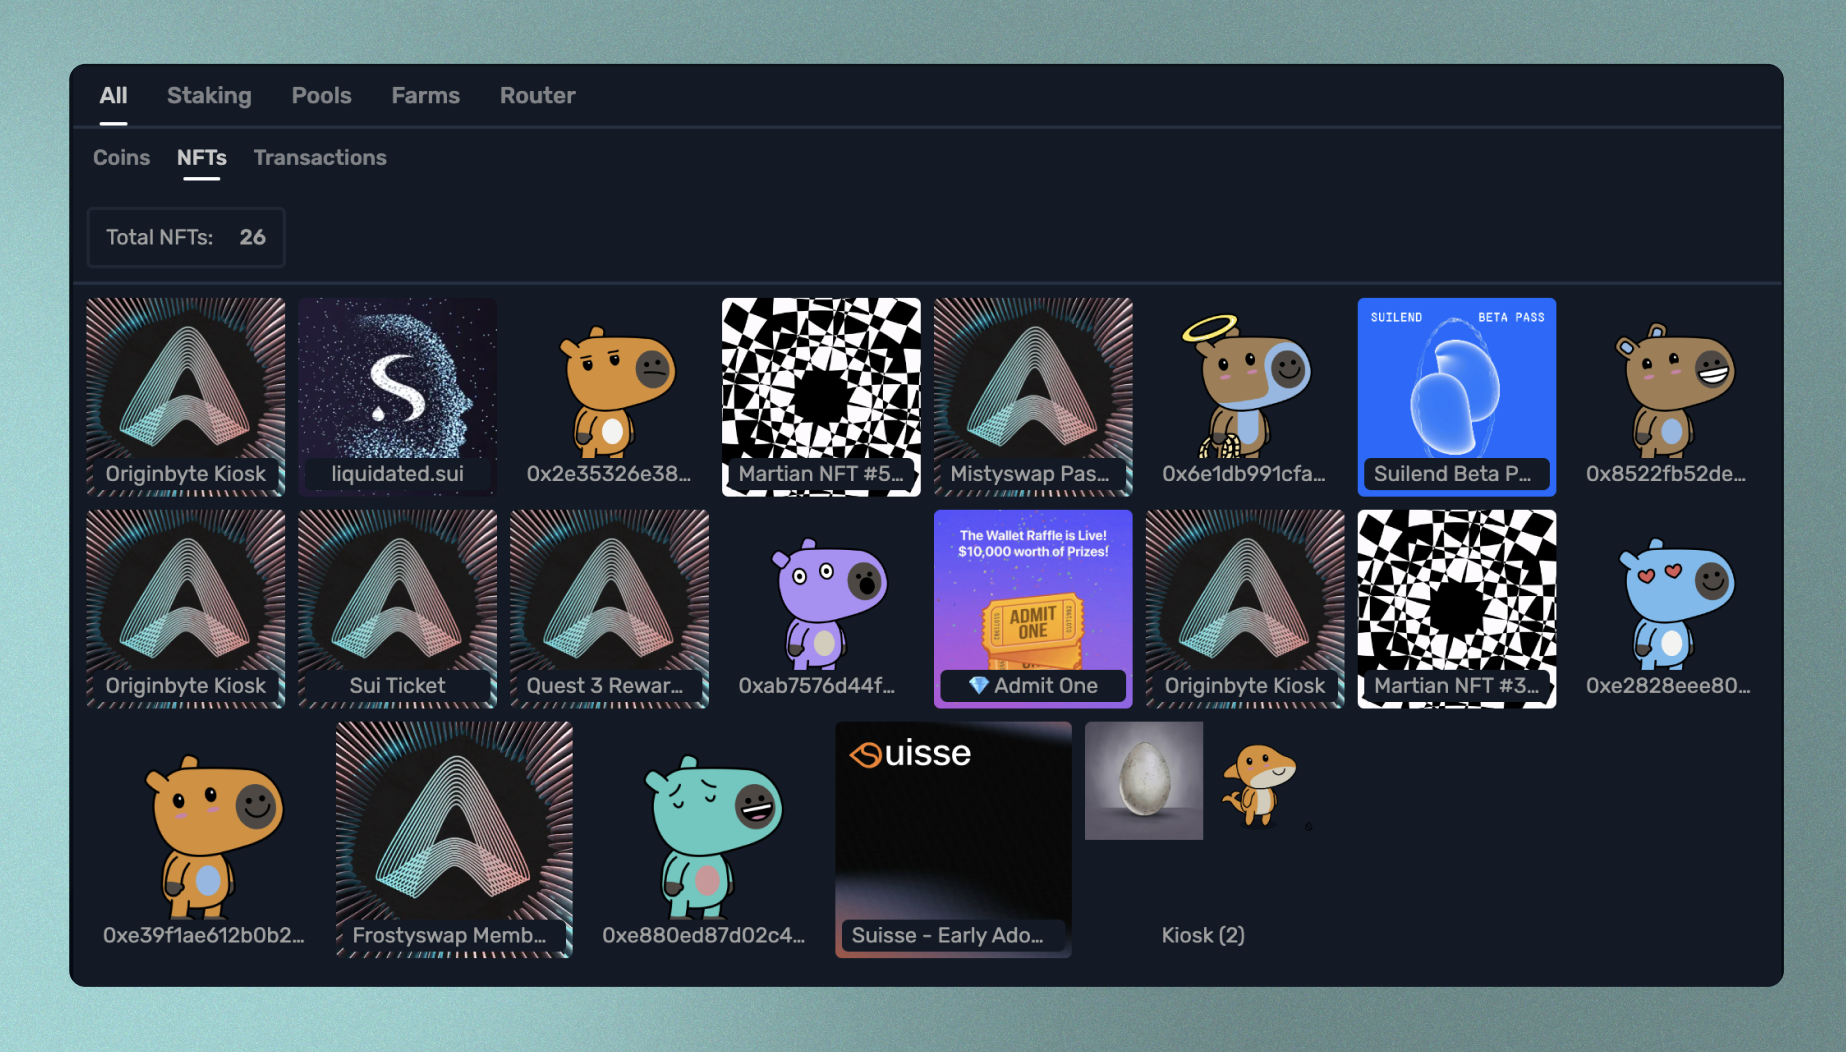 All Staking Pools Farms Router
Coins NFTs Transactions
Total NFTs: 26
SUILEND BETA PASS
Originbyte Kiosk
liquidated.sui
0x2e35326e38...
Martian NFT #5...
Mistyswap Pas...
0x6e1db991cfa...
Suilend Beta P...
0x8522fb52de...
The Wallet Raffle is Live!
$10,000 worth of Prizes!
ADMIT
ONE
Originbyte Kiosk
Sui Ticket
Quest 3 Rewar...
0xab7576d44f...
💎 Admit One
Originbyte Kiosk
Martian NFT #3...
0xe2828eee80...
Suisse
0xe39f1ae612b0b2...
Frostyswap Memb...
0xe880ed87d02c4...
Suisse - Early Ado...
Kiosk (2)